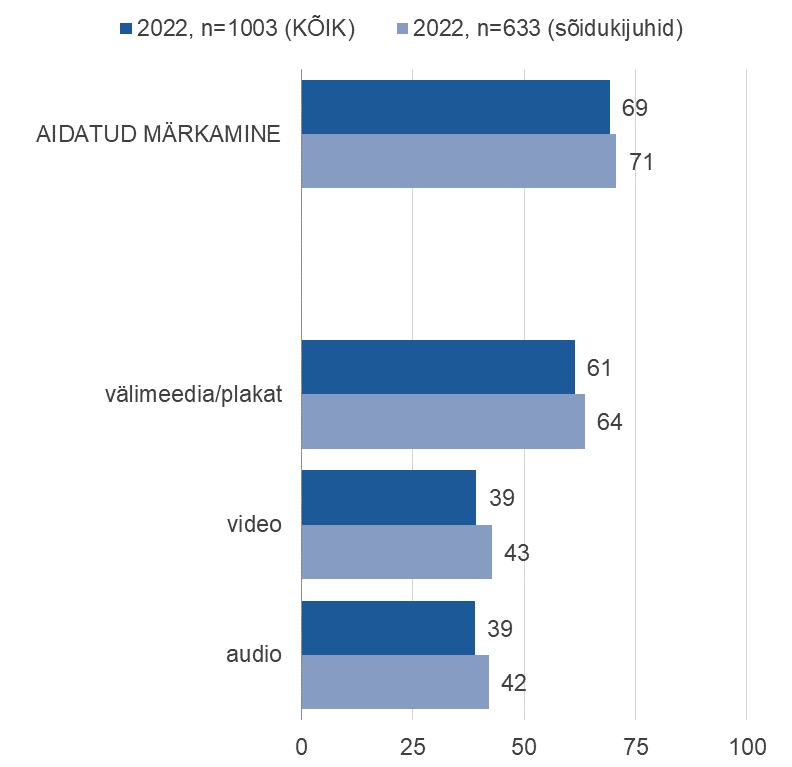 2022, n=1003 (KÕIK) 2022, n=633 (sõidukijuhid)
AIDATUD MÄRKAMINE
69
71
välimeedia/plakat
61
64
video
39
43
audio
39
42
0 25 50 75 100